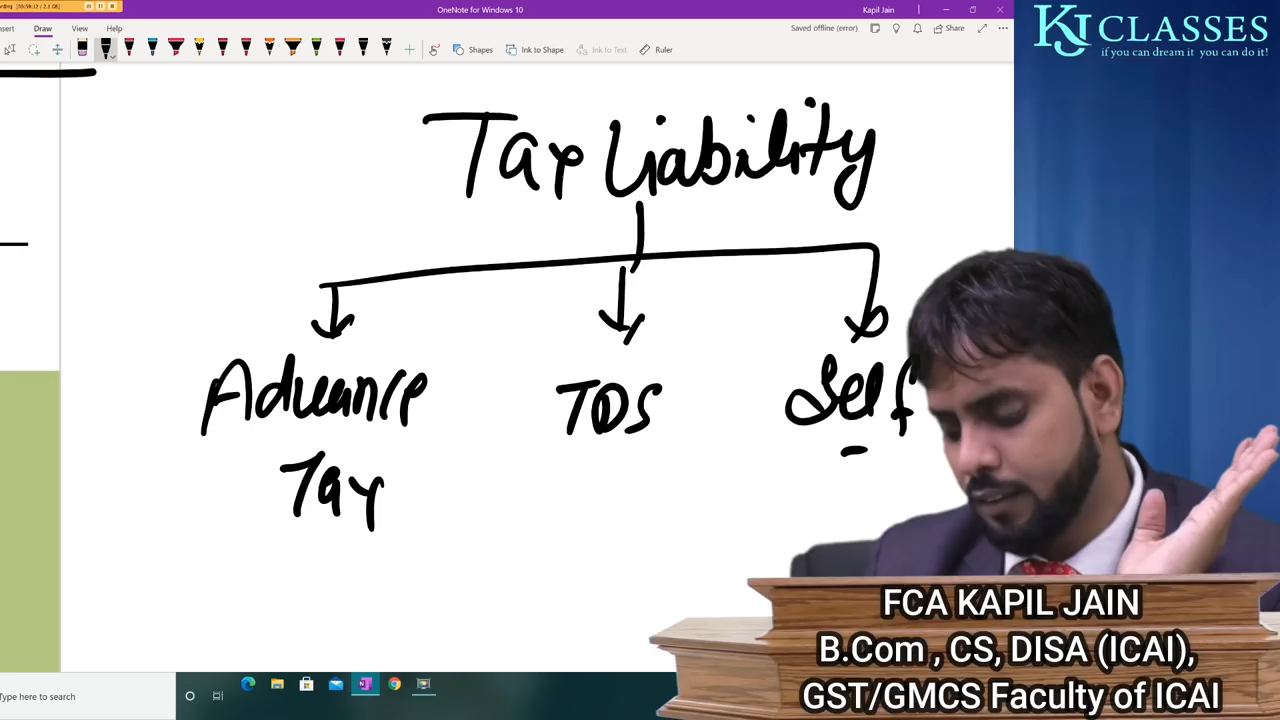 OneNote for Windows 10
Kapil Jain
Draw
View
Help
Saved offline (error)
Share
Shapes
Ink to Shape
Ink to Text
Ruler
KJ CLASSES
if you can dream it you can do it!
Tax Liability
Advance
Tax
TDS
Self
Type here to search
FCA KAPIL JAIN
B.Com , CS, DISA (ICAI),
GST/GMCS Faculty of ICAI